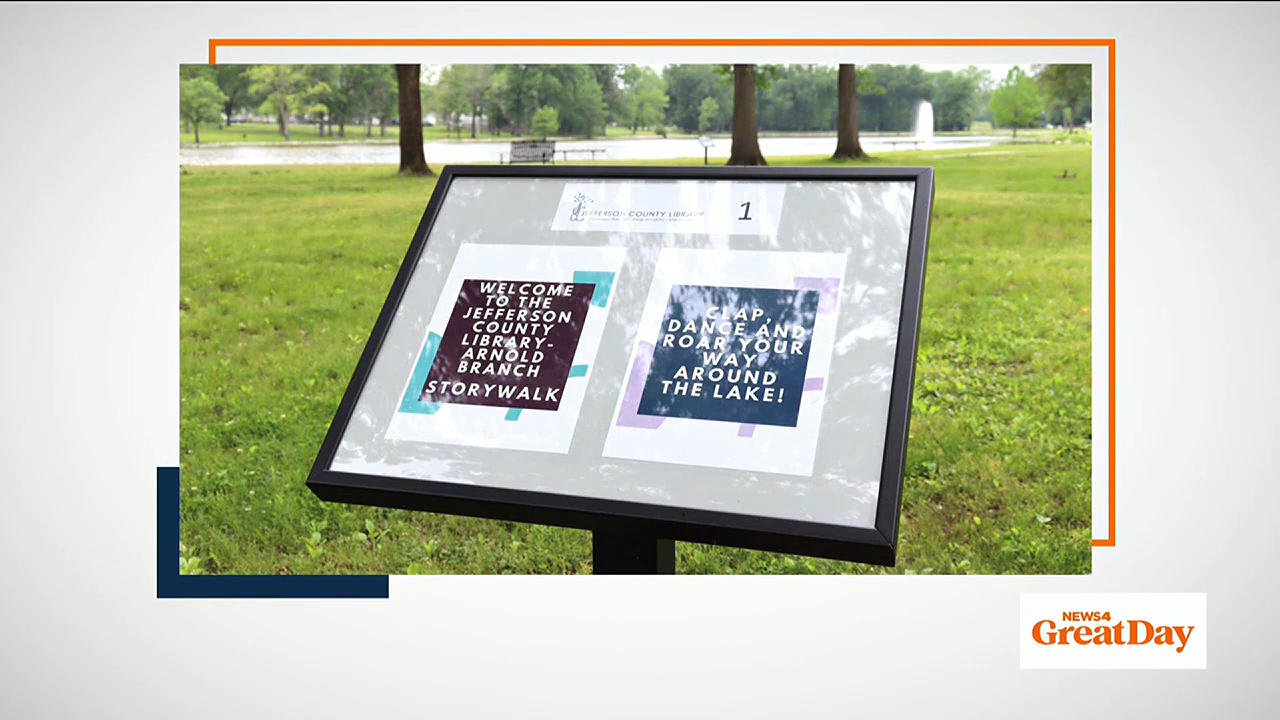 JEFFERSON COUNTY LIBRARY
1
WELCOME
TO THE
JEFFERSON
COUNTY
LIBRARY-
ARNOLD
BRANCH
STORYWALK
CLAP,
DANCE AND
ROAR YOUR
WAY
AROUND
THE LAKE!
NEWS4
GreatDay